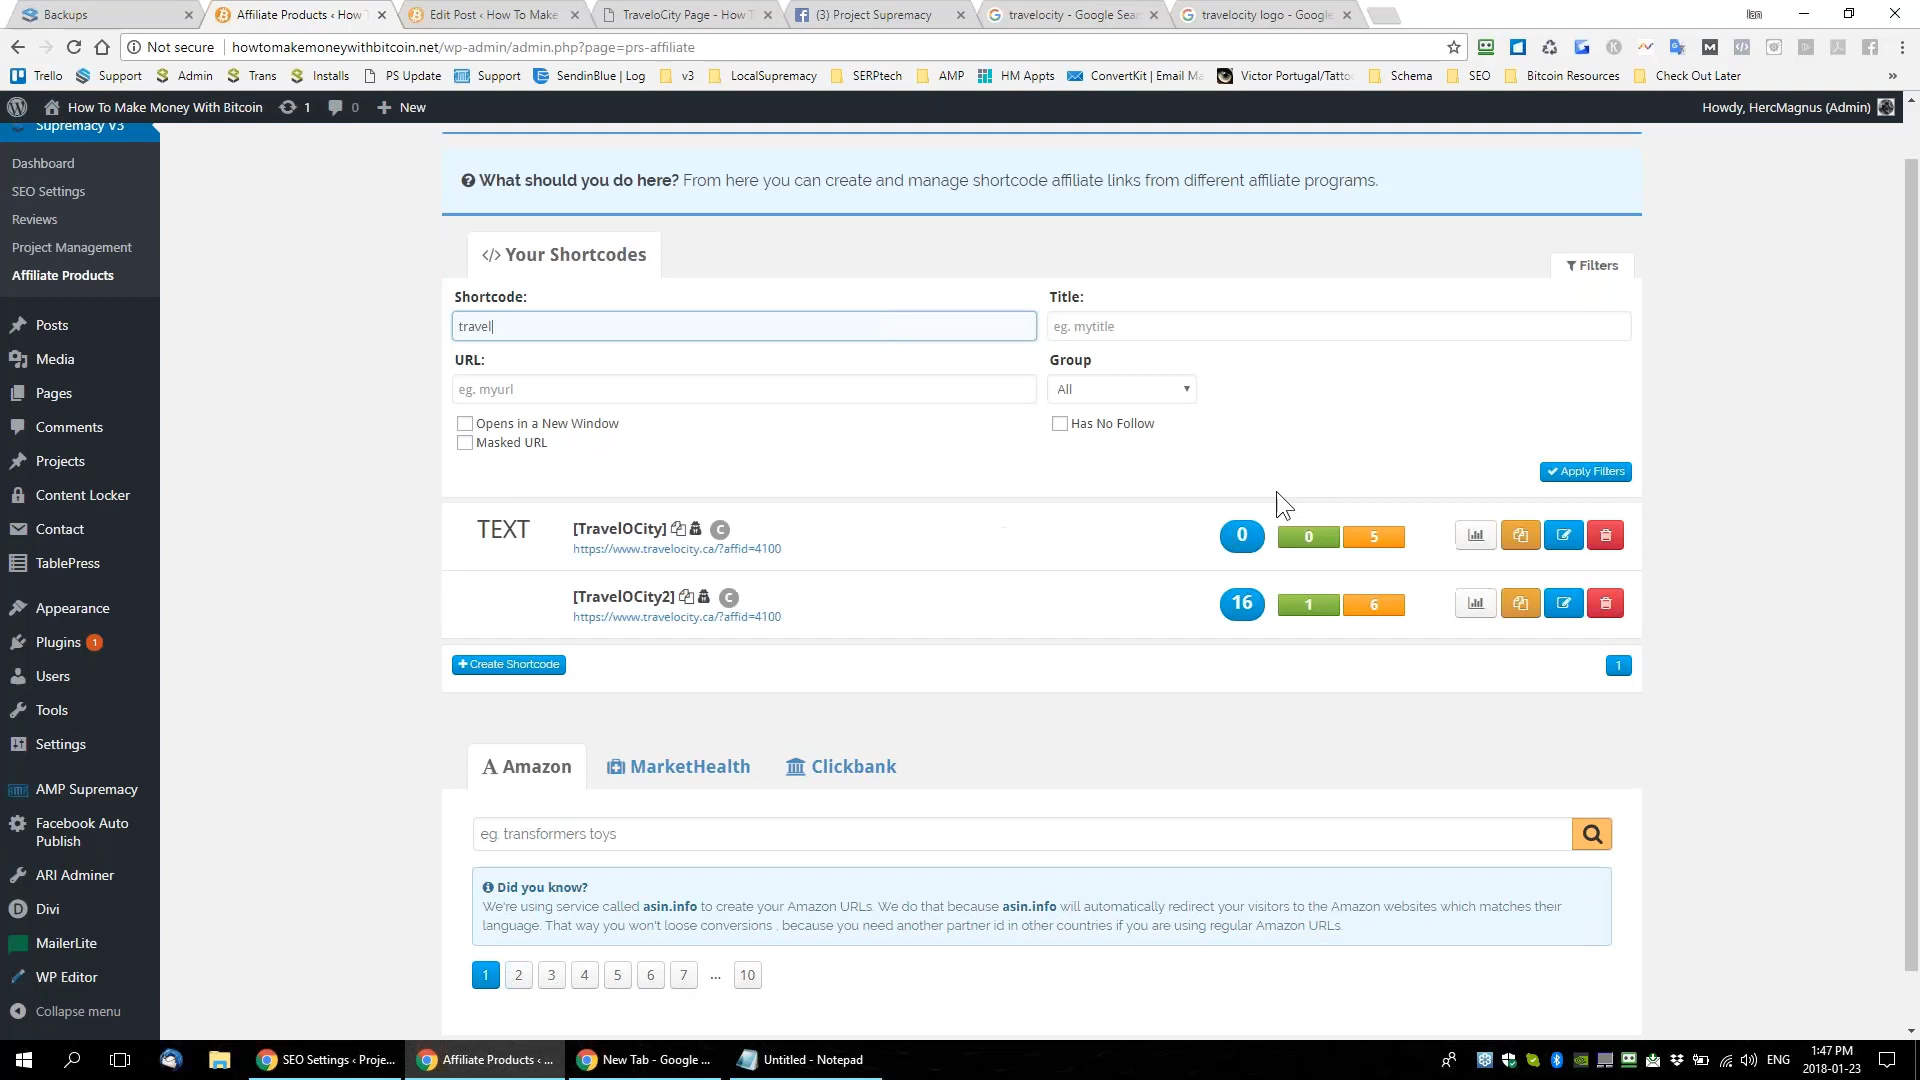 Backups
Affiliate Products ‹ How T
Edit Post ‹ How To Make
TraveloCity Page - How T
(3) Project Supremacy
travelocity - Google Sear
travelocity logo - Google
Ian
Not secure
howtomakemoneywithbitcoin.net/wp-admin/admin.php?page=prs-affiliate
Trello
Support
Admin
Trans
Installs
PS Update
Support
SendinBlue | Log
v3
LocalSupremacy
SERPtech
AMP
HM Appts
ConvertKit | Email Ma
Victor Portugal/Tattoo
Schema
SEO
Bitcoin Resources
Check Out Later
»
How To Make Money With Bitcoin
1
0
New
Howdy, HercMagnus (Admin)
Supremacy V3
Dashboard
SEO Settings
Reviews
Project Management
Affiliate Products
Posts
Media
Pages
Comments
Projects
Content Locker
Contact
TablePress
Appearance
Plugins 1
Users
Tools
Settings
AMP Supremacy
Facebook Auto
Publish
ARI Adminer
Divi
MailerLite
WP Editor
Collapse menu
What should you do here? From here you can create and manage shortcode affiliate links from different affiliate programs.
</> Your Shortcodes
Filters
Shortcode:
Title:
travel
eg. mytitle
URL:
Group
eg. myurl
All
Opens in a New Window
Has No Follow
Masked URL
Apply Filters
TEXT
[TravelOCity]
C
https://www.travelocity.ca/?affid=4100
0
0
5
[TravelOCity2]
C
https://www.travelocity.ca/?affid=4100
16
1
6
Create Shortcode
1
Amazon
MarketHealth
Clickbank
eg. transformers toys
Did you know?
We're using service called asin.info to create your Amazon URLs. We do that because asin.info will automatically redirect your visitors to the Amazon websites which matches their
language. That way you won't loose conversions , because you need another partner id in other countries if you are using regular Amazon URLs.
1 2 3 4 5 6 7 ... 10
SEO Settings ‹ Proje...
Affiliate Products ‹ ...
New Tab - Google ...
Untitled - Notepad
ENG
1:47 PM
2018-01-23